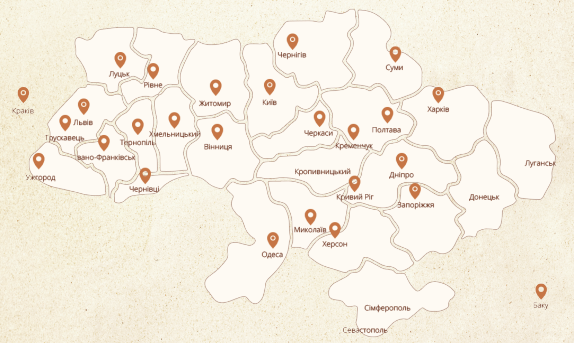 Чернігів
Суми
Луцьк
Рівне
Житомир
Київ
Краків
Львів
Харків
Трускавець
Тернопіль
Хмельницький
Черкаси
Полтава
Вінниця
Кременчук
Івано-Франківськ
Ужгород
Чернівці
Кропивницький
Дніпро
Луганськ
Кривий Ріг
Запоріжжя
Донецьк
Миколаїв
Херсон
Одеса
Сімферополь
Баку
Севастополь